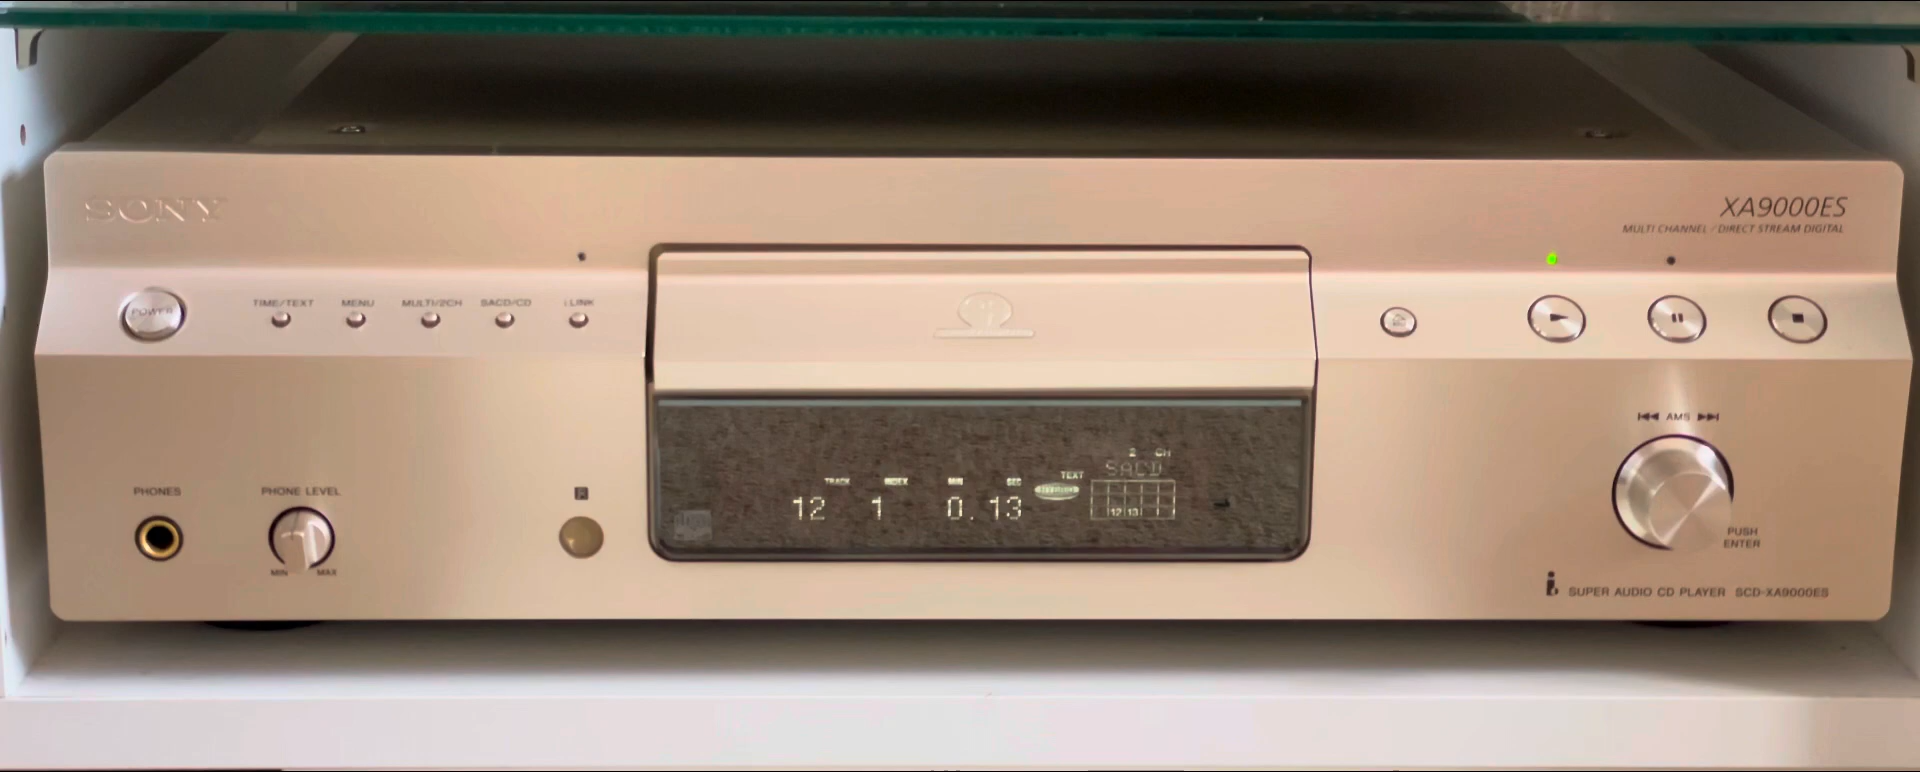 SONY
XA9000ES
MULTI CHANNEL / DIRECT STREAM DIGITAL
POWER
TIME/TEXT MENU MULTI/2CH SACD/CD i.LINK
AMS
PHONES PHONE LEVEL
MIN MAX
2 CH
SACD
TEXT
TRACK INDEX MIN SEC
HYBRID
12 1 0. 13
12 13
PUSH
ENTER
SUPER AUDIO CD PLAYER SCD-XA9000ES